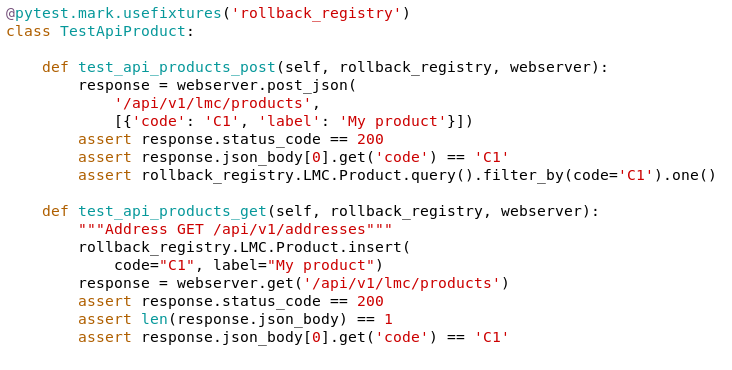 @pytest.mark.usefixtures('rollback_registry')
class TestApiProduct:

    def test_api_products_post(self, rollback_registry, webserver):
        response = webserver.post_json(
            '/api/v1/lmc/products',
            [{'code': 'C1', 'label': 'My product'}])
        assert response.status_code == 200
        assert response.json_body[0].get('code') == 'C1'
        assert rollback_registry.LMC.Product.query().filter_by(code='C1').one()

    def test_api_products_get(self, rollback_registry, webserver):
        """Address GET /api/v1/addresses"""
        rollback_registry.LMC.Product.insert(
            code="C1", label="My product")
        response = webserver.get('/api/v1/lmc/products')
        assert response.status_code == 200
        assert len(response.json_body) == 1
        assert response.json_body[0].get('code') == 'C1'